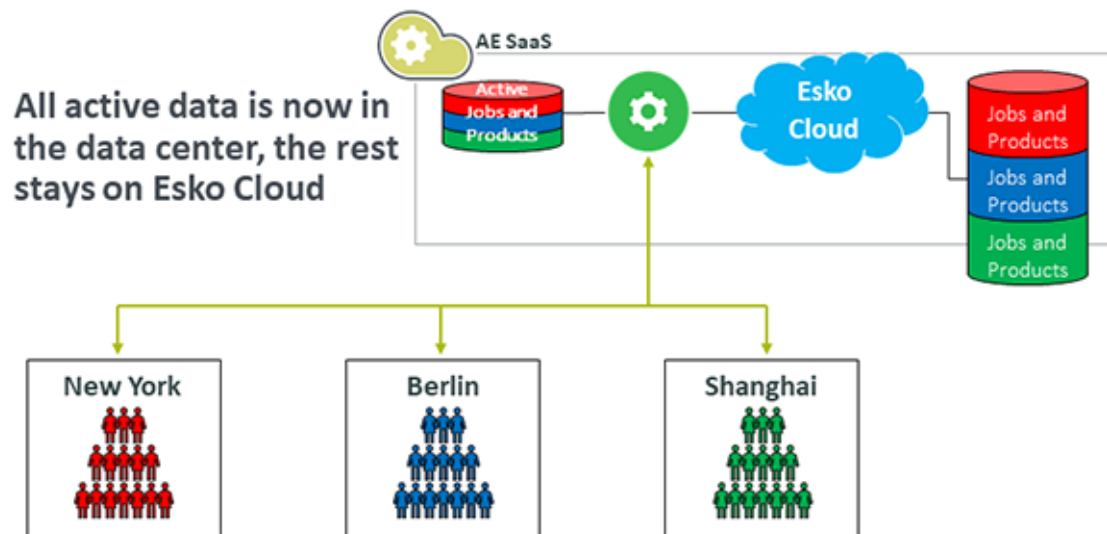 AE SaaS
All active data is now in
the data center, the rest
stays on Esko Cloud
Active
Jobs and
Products
Esko
Cloud
Jobs and
Products
Jobs and
Products
Jobs and
Products
New York
Berlin
Shanghai